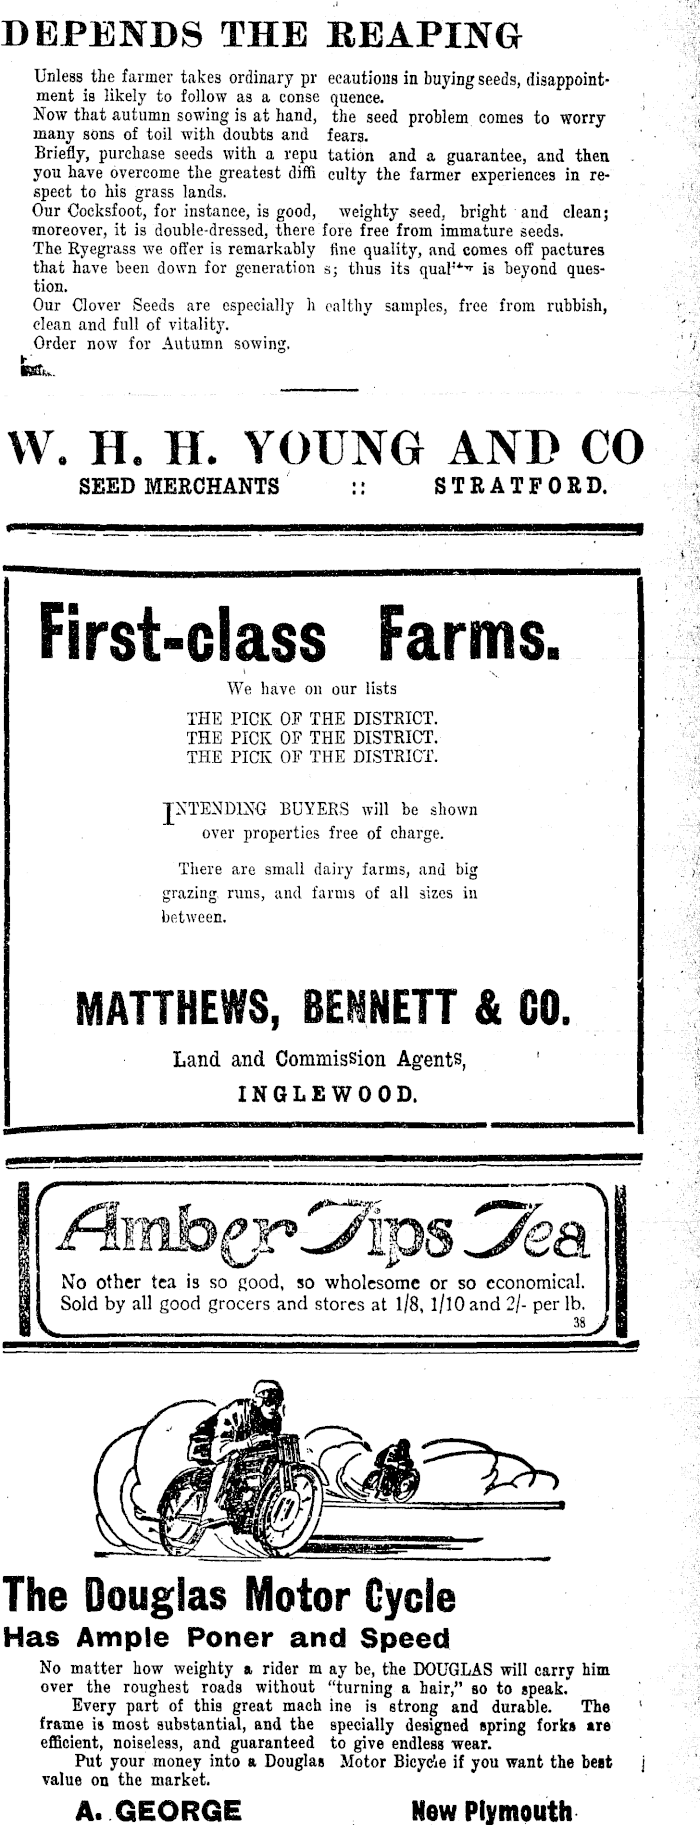 DEPENDS THE REAPING
Unless the farmer takes ordinary pr ecautions in buying seeds, disappoint-
ment is likely to follow as a conse quence.
Now that autumn sowing is at hand, the seed problem comes to worry
many sons of toil with doubts and fears.
Briefly, purchase seeds with a repu tation and a guarantee, and then
you have overcome the greatest diffi culty the farmer experiences in re-
spect to his grass lands.
Our Cocksfoot, for instance, is good, weighty seed, bright and clean;
moreover, it is double-dressed, there fore free from immature seeds.
The Ryegrass we offer is remarkably fine quality, and comes off pactures
that have been down for generation s; thus its is beyond ques-
tion.
Our Clover Seeds are especially h ealthy samples, free from rubbish,
clean and full of vitality.
Order now for Autumn sowing.
W. H. H. YOUNG AND CO
SEED MERCHANTS :: STRATFORD.
First-class Farms.
We have on our lists
THE PICK OF THE DISTRICT.
THE PICK OF THE DISTRICT.
THE PICK OF THE DISTRICT.
INTENDING BUYERS will be shown
over properties free of charge.
There are small dairy farms, and big
grazing runs, and farms of all sizes in
between.
MATTHEWS, BENNETT & CO.
Land and Commission Agents,
INGLEWOOD.
Amber Tips Tea
No other tea is so good, so wholesome or so economical.
Sold by all good grocers and stores at 1/8, 1/10 and 2/- per lb.
38
The Douglas Motor Cycle
Has Ample Poner and Speed
No matter how weighty a rider m ay be, the DOUGLAS will carry him
over the roughest roads without "turning a hair," so to speak.
Every part of this great mach ine is strong and durable. The
frame is most substantial, and the specially designed spring forks are
efficient, noiseless, and guaranteed to give endless wear.
Put your money into a Douglas Motor Bicycle if you want the best
value on the market.
A. GEORGE New Plymouth